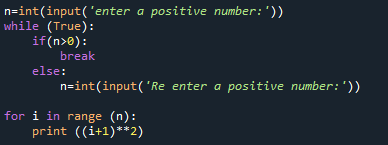 n=int(input('enter a positive number:'))
while (True):
    if(n>0):
        break
    else:
        n=int(input('Re enter a positive number:'))

for i in range (n):
    print ((i+1)**2)